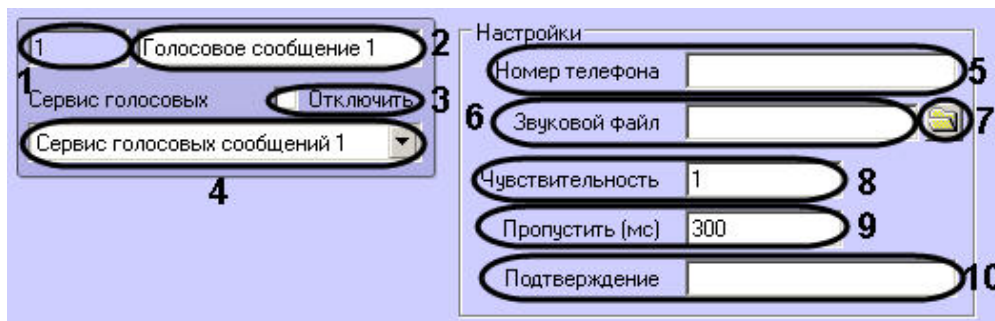 1 Голосовое сообщение 1 2
1
Сервис голосовых Отключить 3
Сервис голосовых сообщений 1
4
Настройки
Номер телефона 5
6 Звуковой файл 7
Чувствительность 1 8
Пропустить (мс) 300 9
Подтверждение 10